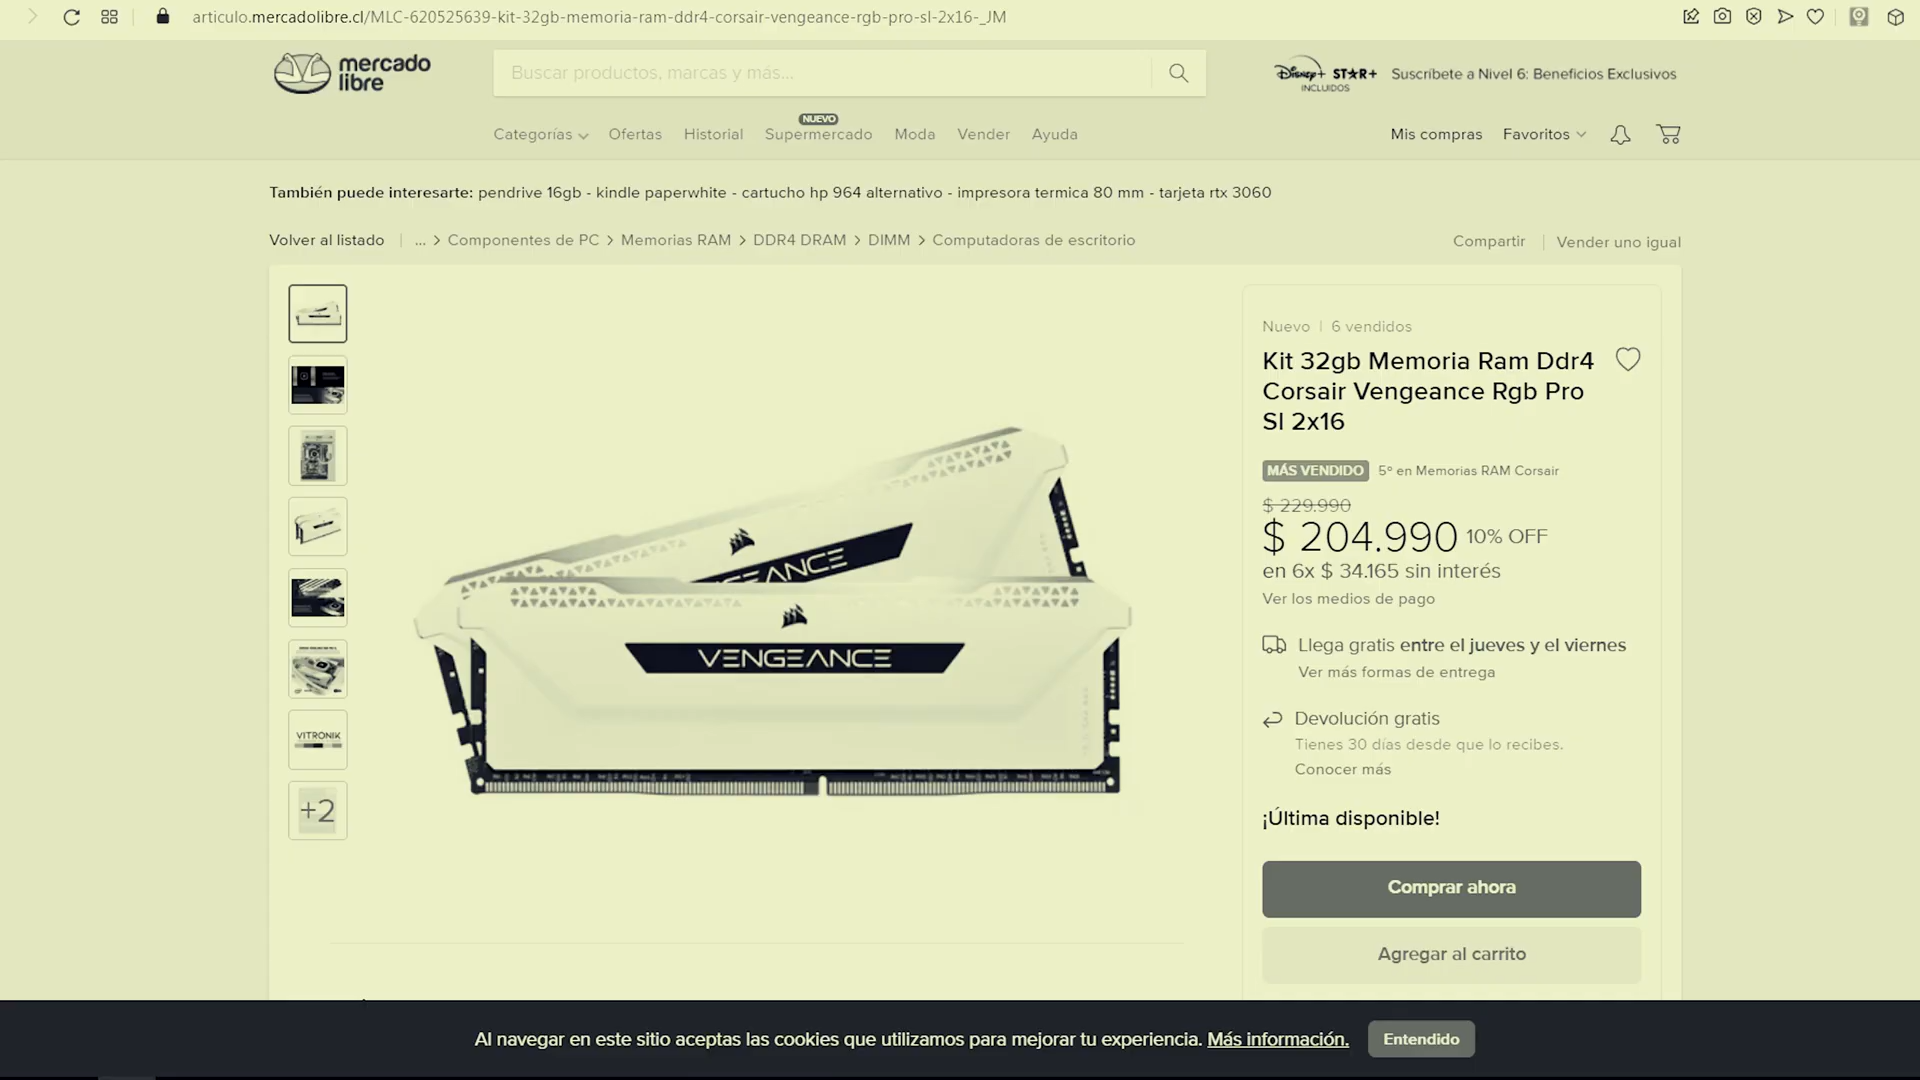 articulo.mercadolibre.cl/MLC-620525639-kit-32gb-memoria-ram-ddr4-corsair-vengeance-rgb-pro-sl-2x16-_JM
mercado
libre
Buscar productos, marcas y más...
Disney+ STAR+
INCLUIDOS
Suscríbete a Nivel 6: Beneficios Exclusivos
NUEVO
Categorías Ofertas Historial Supermercado Moda Vender Ayuda
Mis compras Favoritos
También puede interesarte: pendrive 16gb - kindle paperwhite - cartucho hp 964 alternativo - impresora termica 80 mm - tarjeta rtx 3060
Volver al listado | ... > Componentes de PC > Memorias RAM > DDR4 DRAM > DIMM > Computadoras de escritorio
Compartir | Vender uno igual
Nuevo | 6 vendidos
Kit 32gb Memoria Ram Ddr4
Corsair Vengeance Rgb Pro
Sl 2x16
MÁS VENDIDO 5º en Memorias RAM Corsair
$ 229.990
$ 204.990 10% OFF
en 6x $ 34.165 sin interés
Ver los medios de pago
Llega gratis entre el jueves y el viernes
Ver más formas de entrega
Devolución gratis
Tienes 30 días desde que lo recibes.
Conocer más
¡Última disponible!
Comprar ahora
Agregar al carrito
VENGEANCE
VITRONIK
+2
Al navegar en este sitio aceptas las cookies que utilizamos para mejorar tu experiencia. Más información.
Entendido